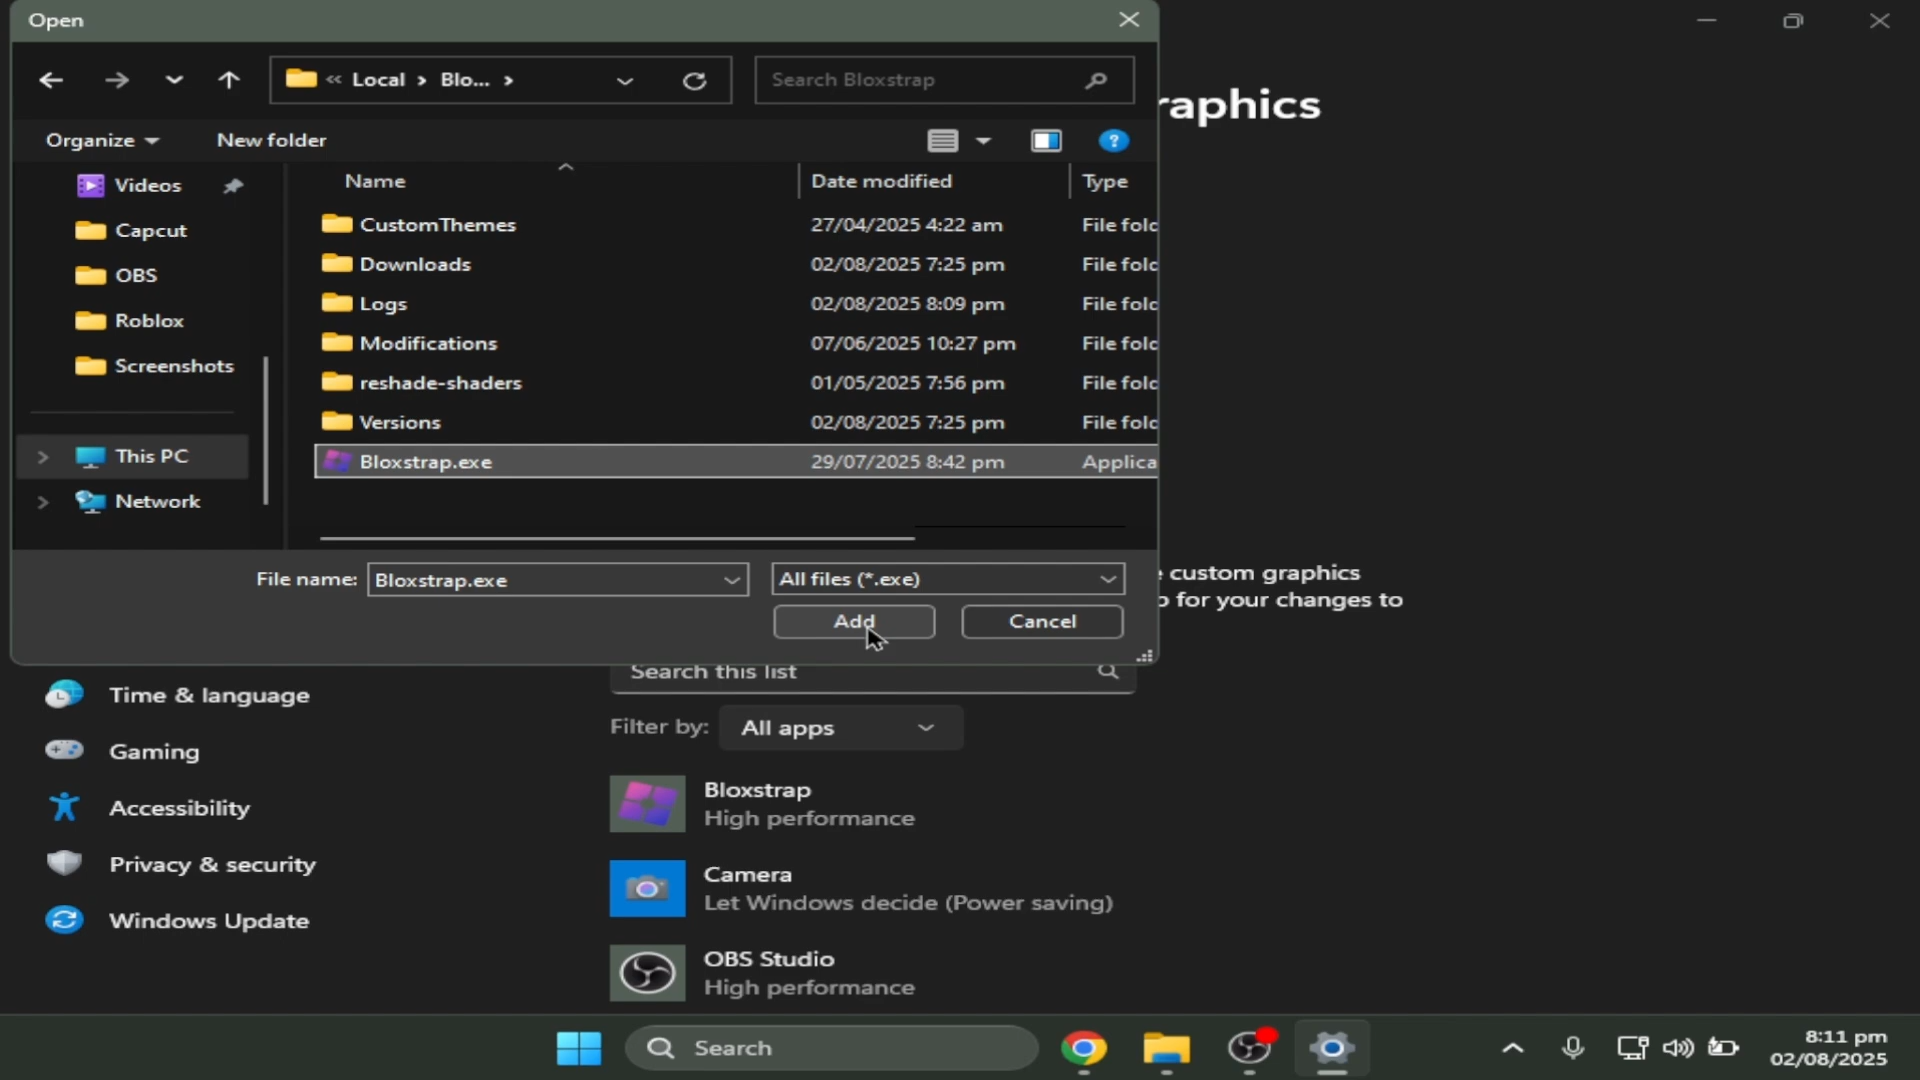 Open
Local > Blo... >
Search Bloxstrap
Organize
New folder
Videos
Capcut
OBS
Roblox
Screenshots
This PC
Network
Name
Date modified
Type
CustomThemes
27/04/2025 4:22 am
File fold
Downloads
02/08/2025 7:25 pm
File fold
Logs
02/08/2025 8:09 pm
File fold
Modifications
07/06/2025 10:27 pm
File fold
reshade-shaders
01/05/2025 7:56 pm
File fold
Versions
02/08/2025 7:25 pm
File fold
Bloxstrap.exe
29/07/2025 8:42 pm
Applica
File name:
Bloxstrap.exe
All files (*.exe)
Add
Cancel
raphics
custom graphics
for your changes to
Time & language
Gaming
Accessibility
Privacy & security
Windows Update
Search this list
Filter by:
All apps
Bloxstrap
High performance
Camera
Let Windows decide (Power saving)
OBS Studio
High performance
Search
8:11 pm
02/08/2025